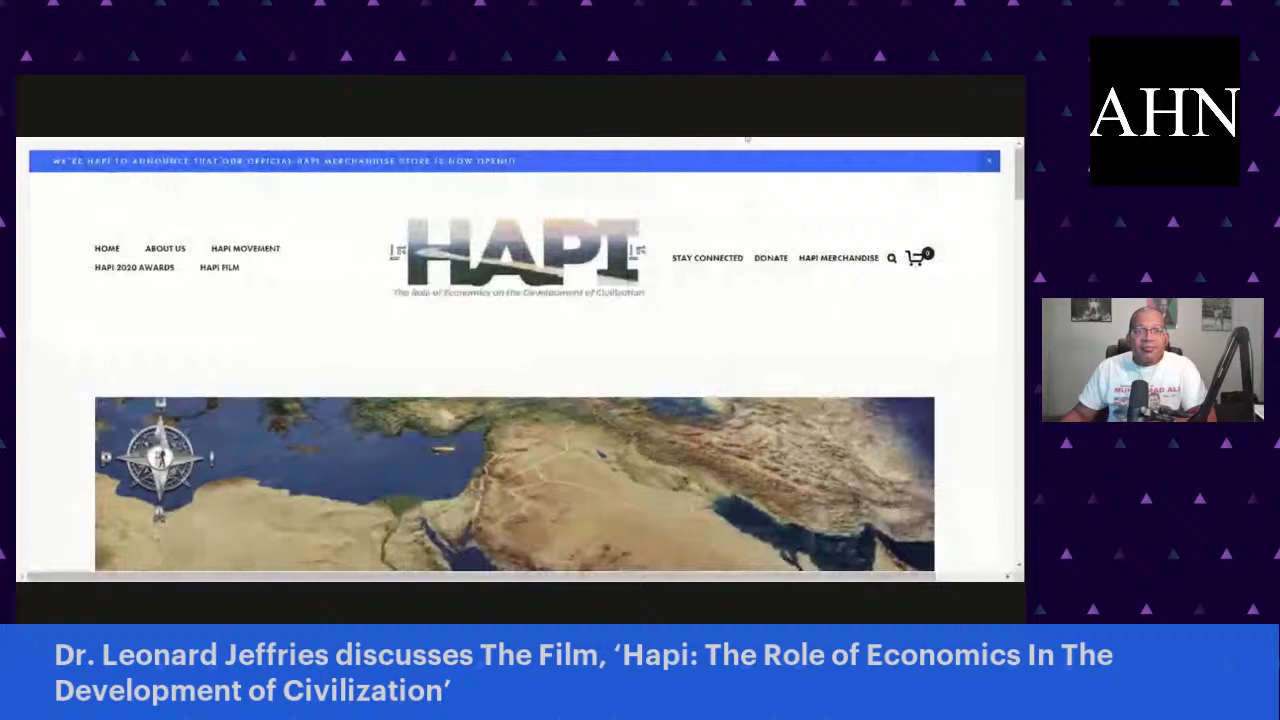 AHN
WE'RE HAPI TO ANNOUNCE THAT OUR OFFICIAL HAPI MERCHANDISE STORE IS NOW OPEN!!!
HOME ABOUT US HAPI MOVEMENT
HAPI 2020 AWARDS HAPI FILM
HAPI
The Role of Economics on the Development of Civilization
STAY CONNECTED DONATE HAPI MERCHANDISE 0
MUHAMMAD ALI
Dr. Leonard Jeffries discusses The Film, ‘Hapi: The Role of Economics In The
Development of Civilization’